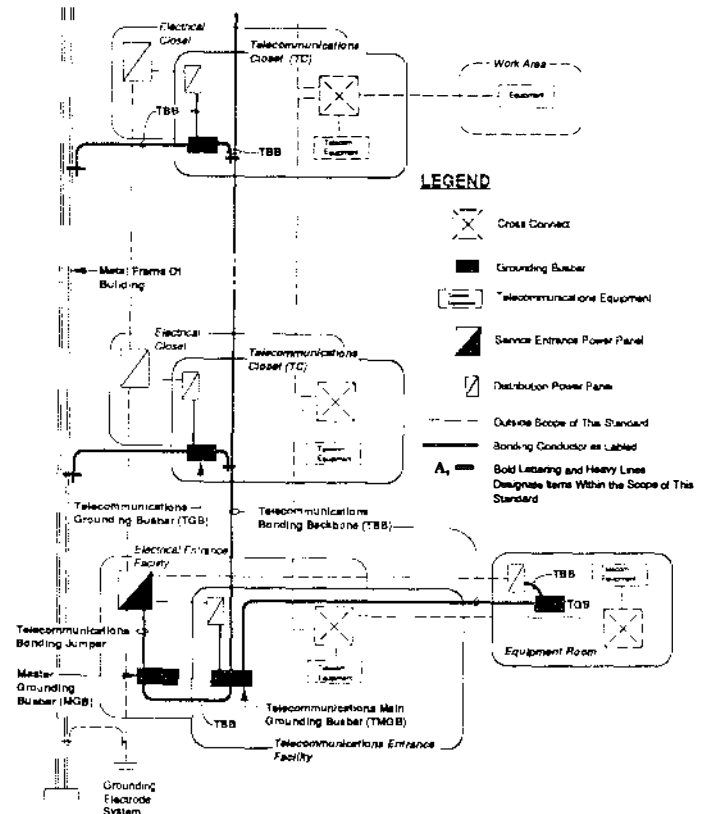 Electrical
Closet
Telecommunications
Closet (TC)
Work Area
Equipment
TBB
TBB
Telecom
Equipment
LEGEND
Cross Connect
Grounding Busbar
Telecommunications Equipment
Service Entrance Power Panel
Distribution Power Panel
Outside Scope of This Standard
Bonding Conductor as Labled
A, Bold Lettering and Heavy Lines
Designate Items Within the Scope of This
Standard
Metal Frame Of
Building
Electrical
Closet
Telecommunications
Closet (TC)
Telecom
Equipment
Telecommunications
Grounding Busbar (TGB)
Telecommunications
Bonding Backbone (TBB)
Electrical Entrance
Facility
TBB
Telecom
Equipment
TGB
Equipment Room
Telecommunications
Bonding Jumper
Telecom
Equipment
Master
Grounding
Busbar (MGB)
TBB
Telecommunications Main
Grounding Busbar (TMGB)
Telecommunications Entrance
Facility
Grounding
Electrode
System